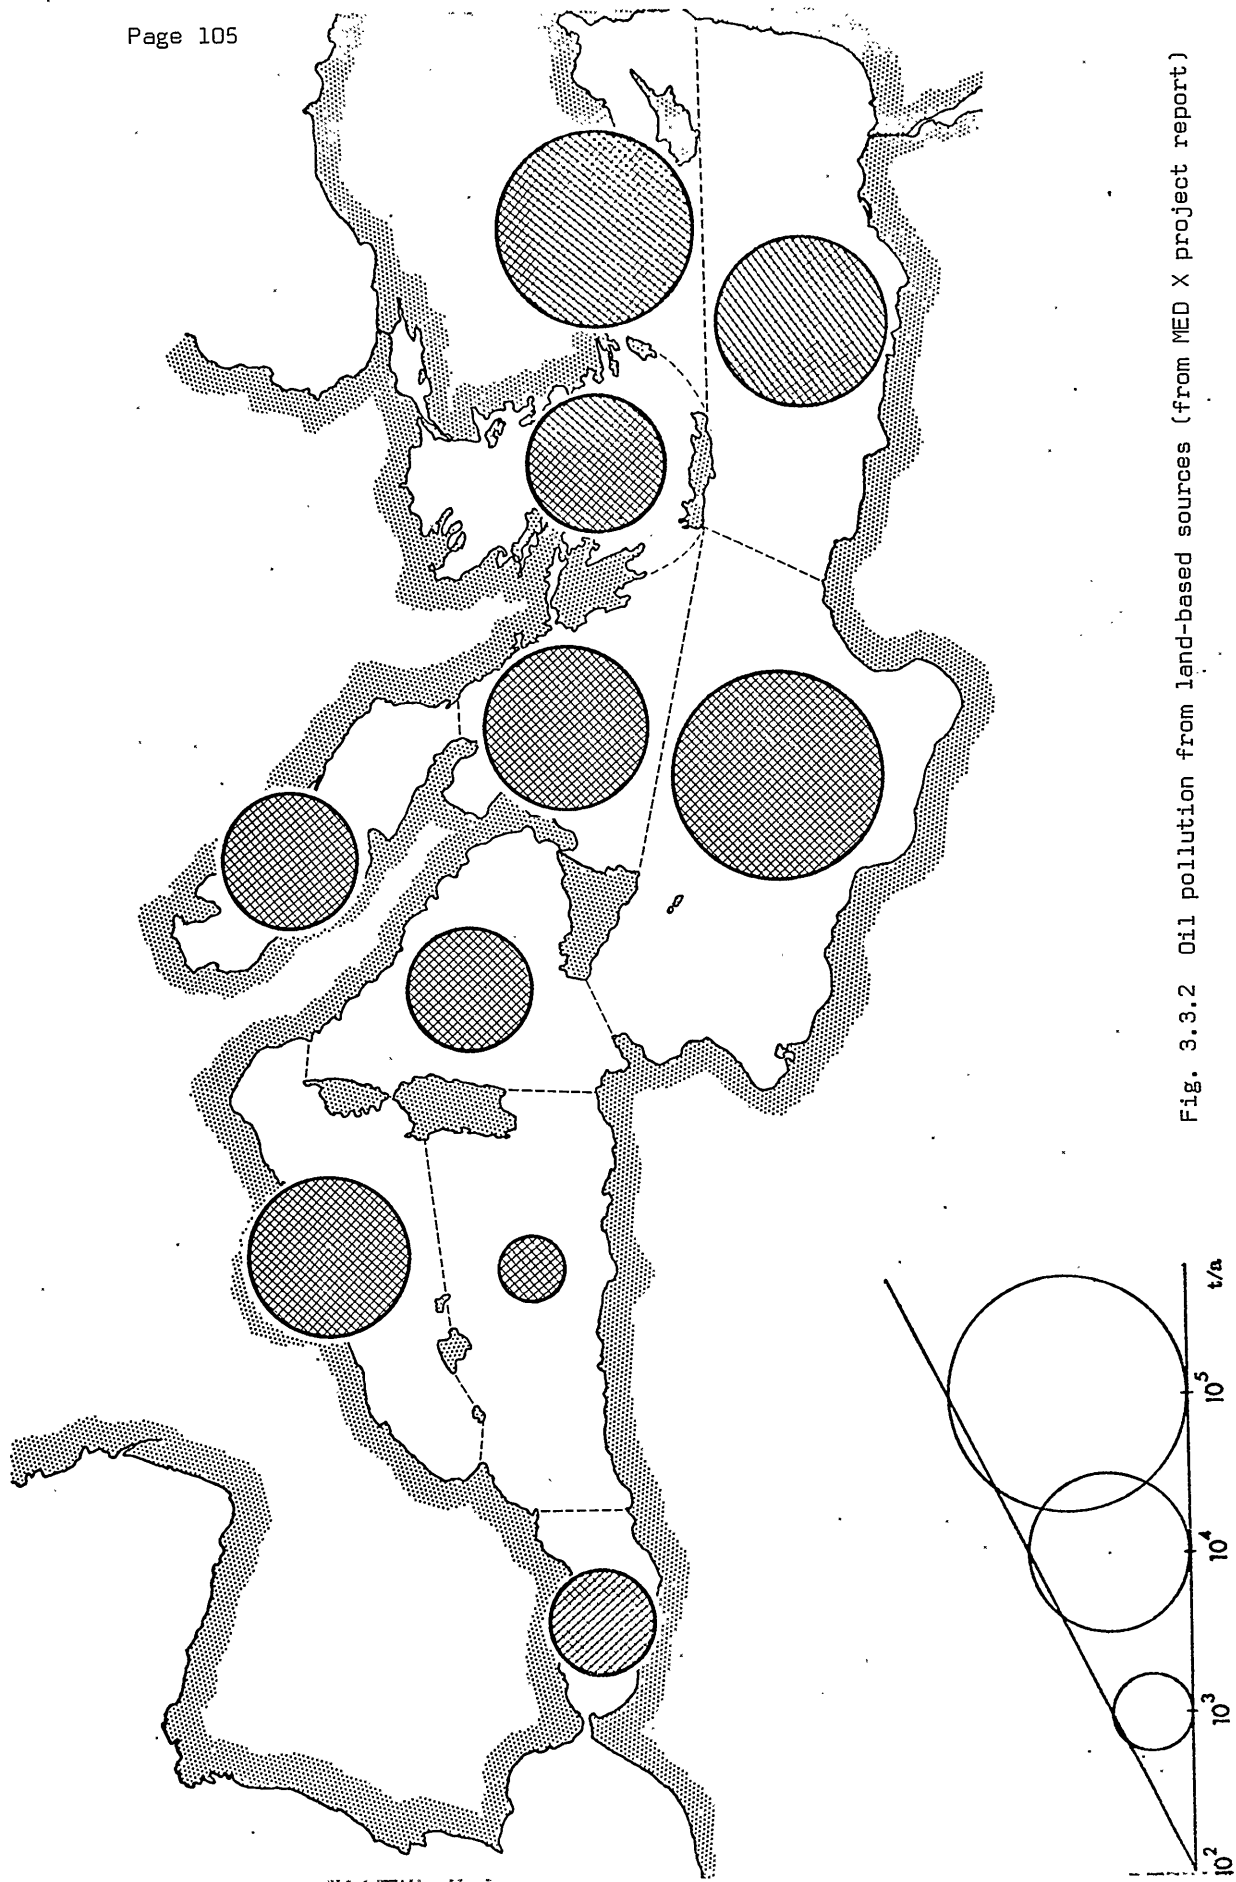 Page 105
Fig. 3.3.2 Oil pollution from land-based sources (from MED X project report)
10² 10³ 10⁴ 10⁵ t/a